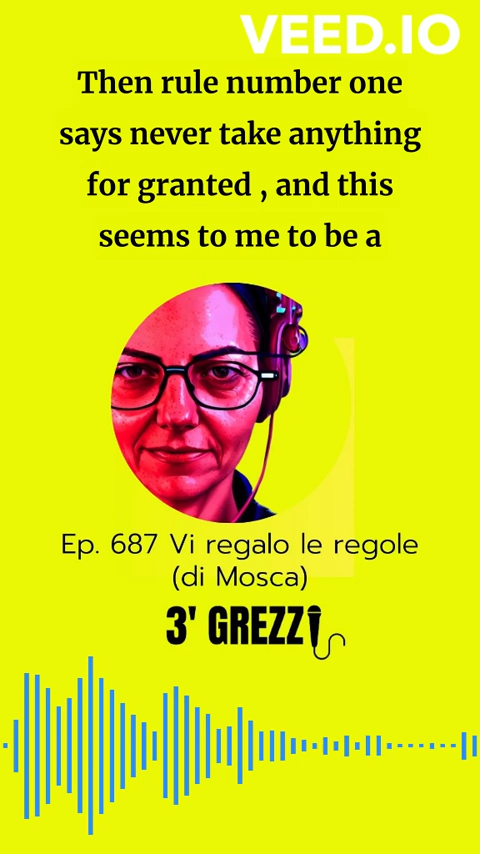 VEED.IO
Then rule number one
says never take anything
for granted , and this
seems to me to be a
Ep. 687 Vi regalo le regole
(di Mosca)
3' GREZZI